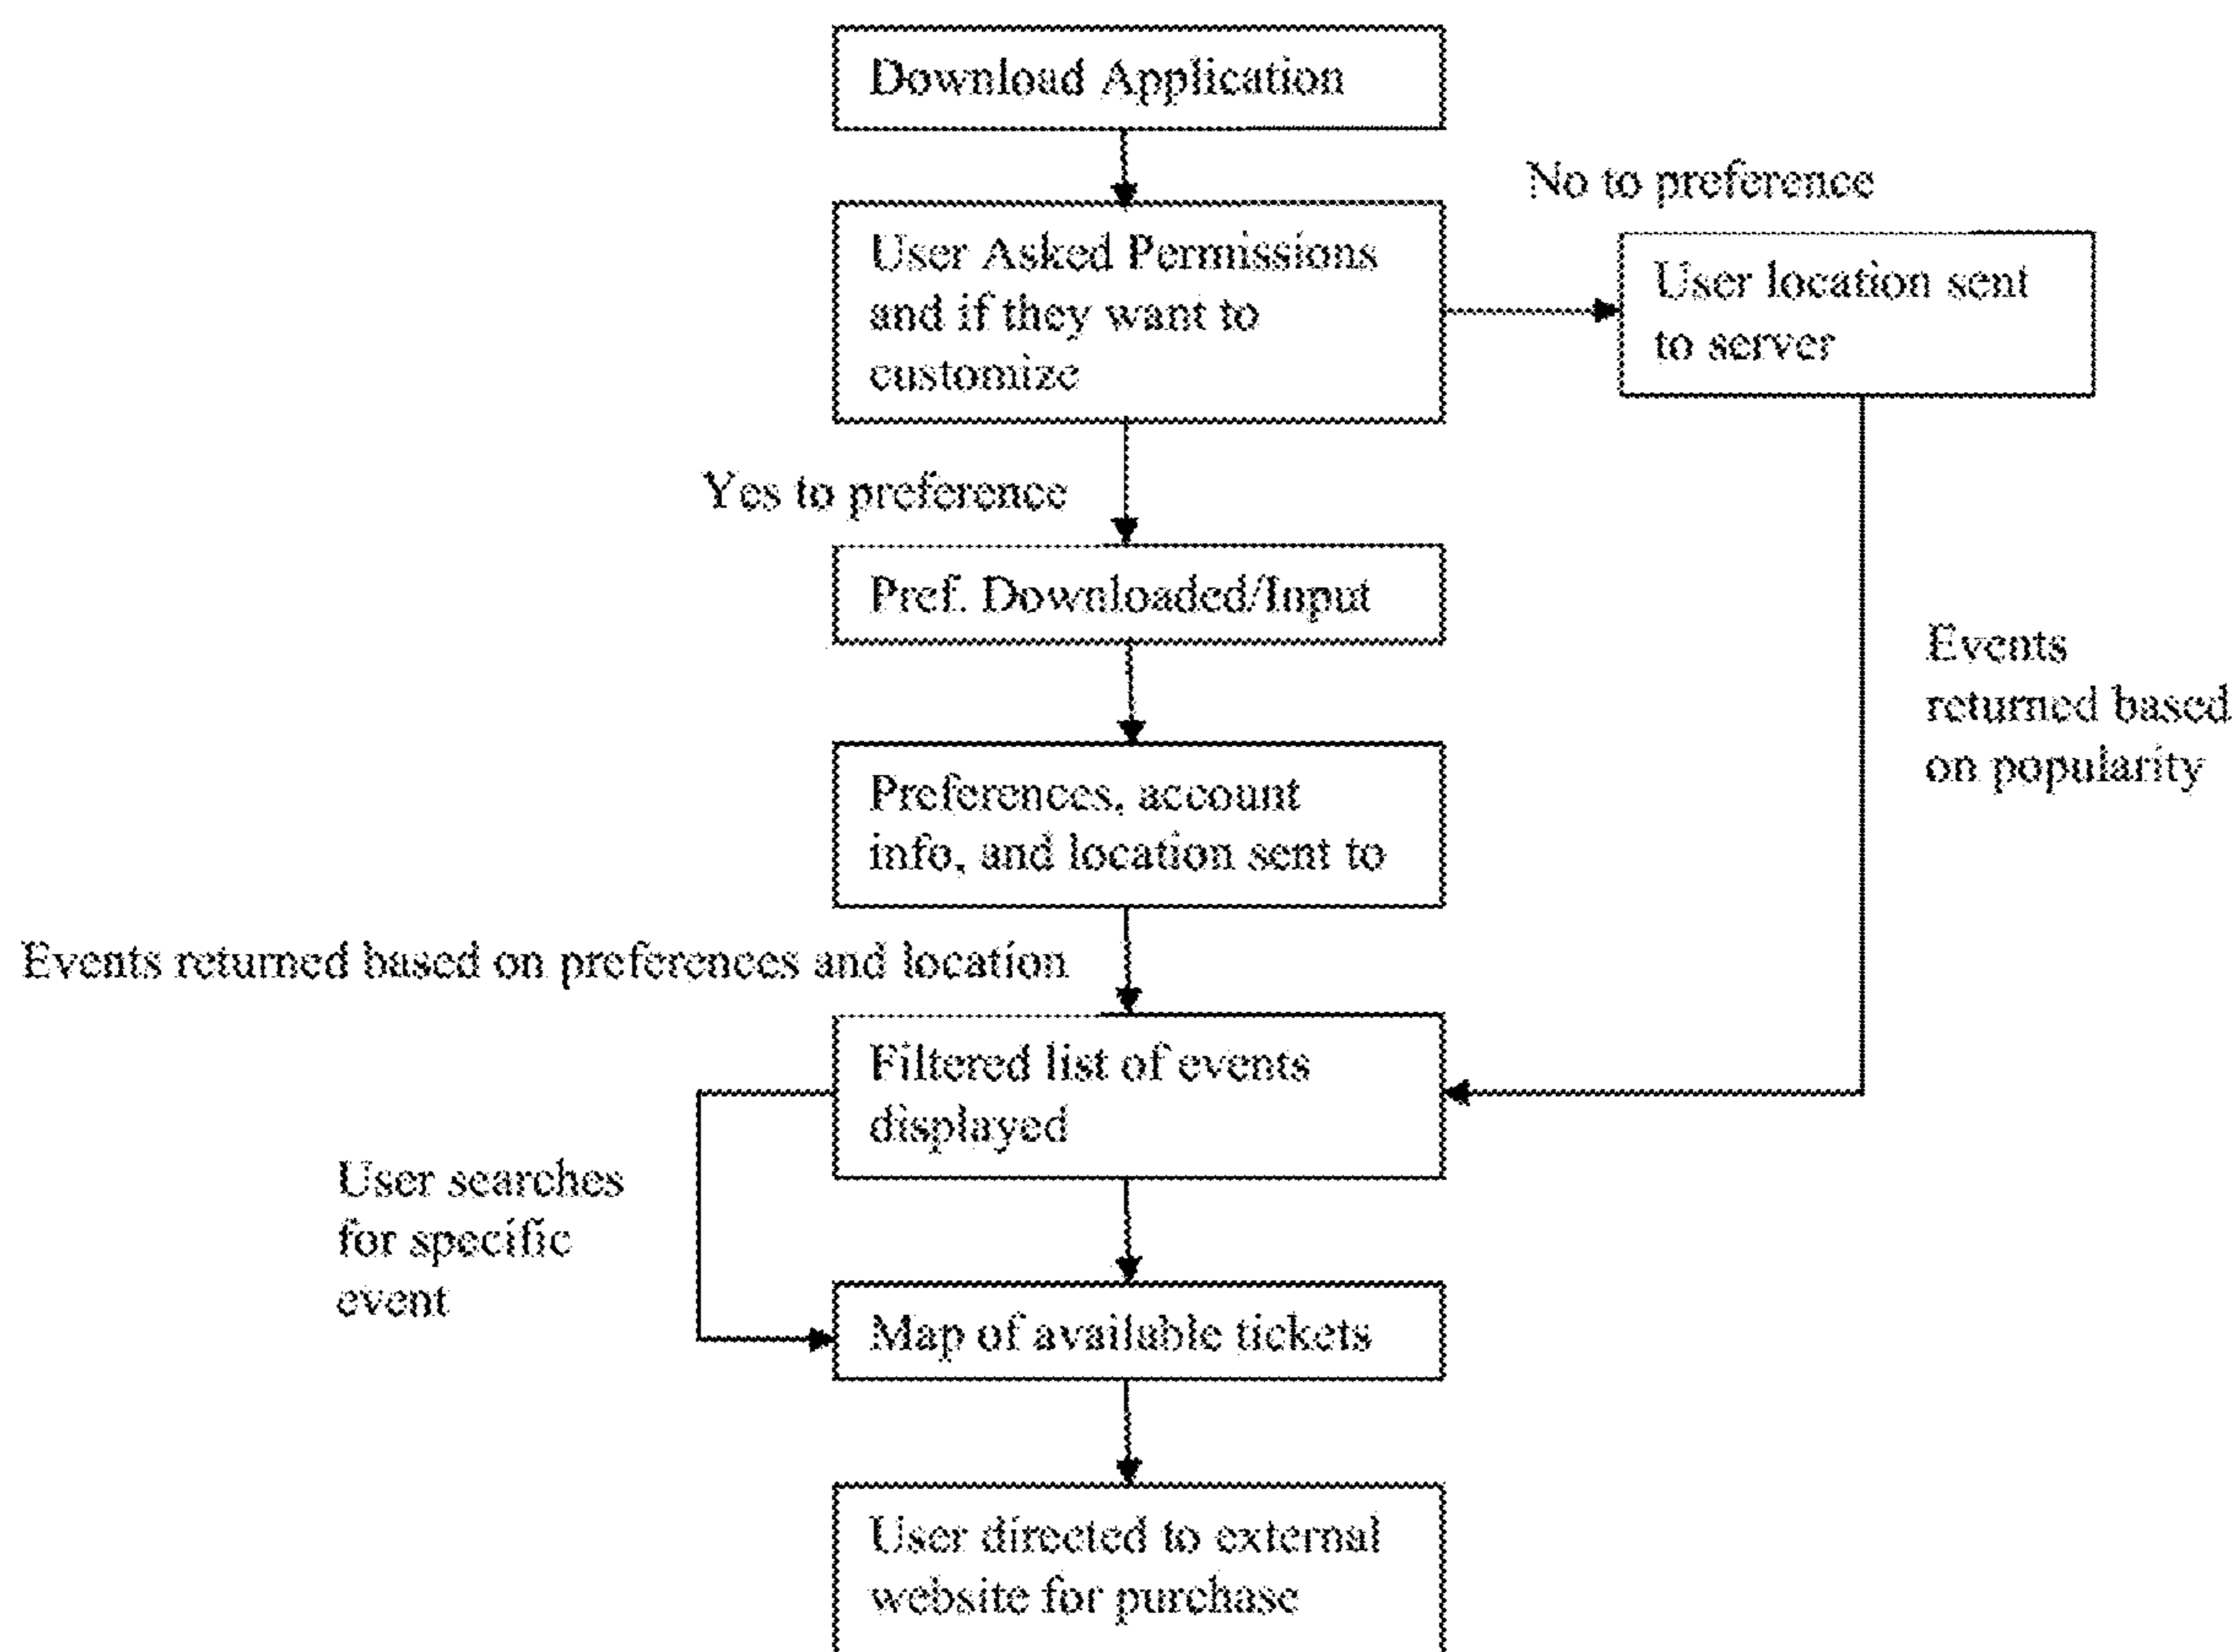 Download Application
No to preference
User Asked Permissions
and if they want to
customize
User location sent
to server
Yes to preference
Pref. Downloaded/Input
Events
returned based
on popularity
Preferences, account
info, and location sent to
Events returned based on preferences and location
Filtered list of events
displayed
User searches
for specific
event
Map of available tickets
User directed to external
website for purchase